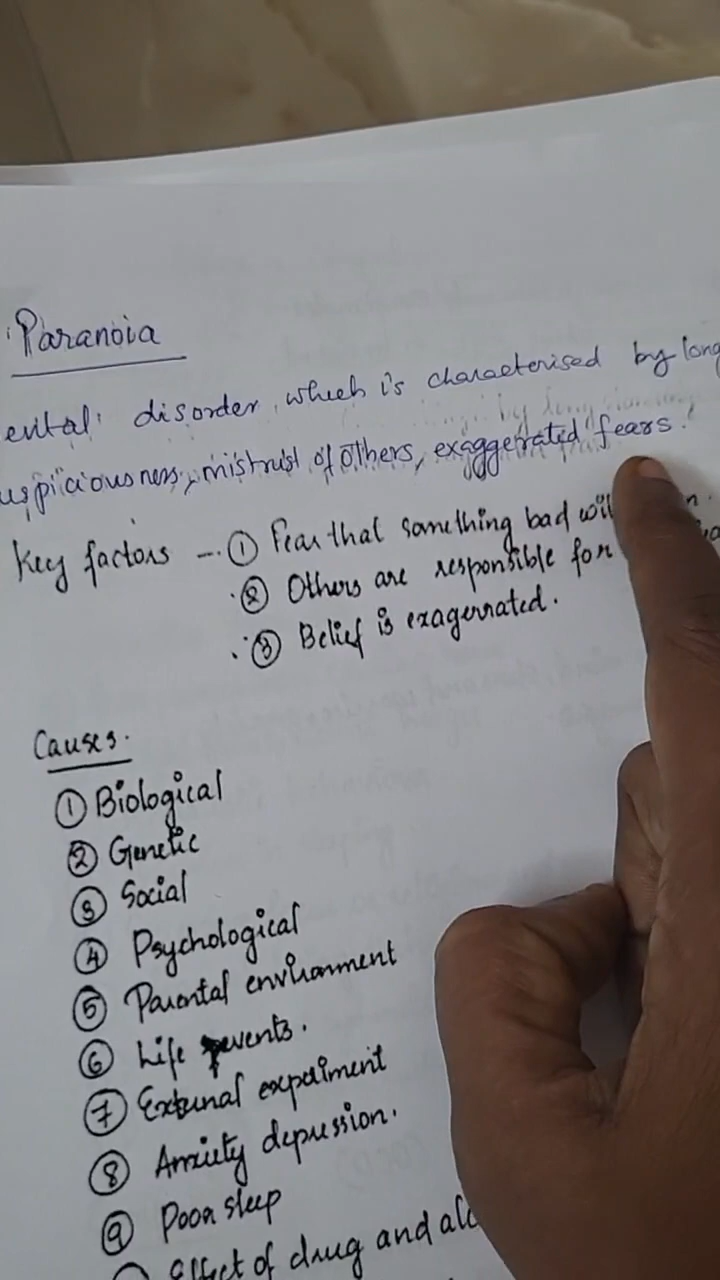 Paranoia
ental disorder, which is characterised by long
uspiciousness, mistrust of others, exaggerated fears.
Key factors - ① Fear that something bad will n.
② Others are responsible for
③ Belief is exagerrated.
Causes.
① Biological
② Genetic
③ Social
④ Psychological
⑤ Parental environment
⑥ Life events.
⑦ External experiment
⑧ Anxiety depression.
⑨ Poor sleep
Effect of drug and alc